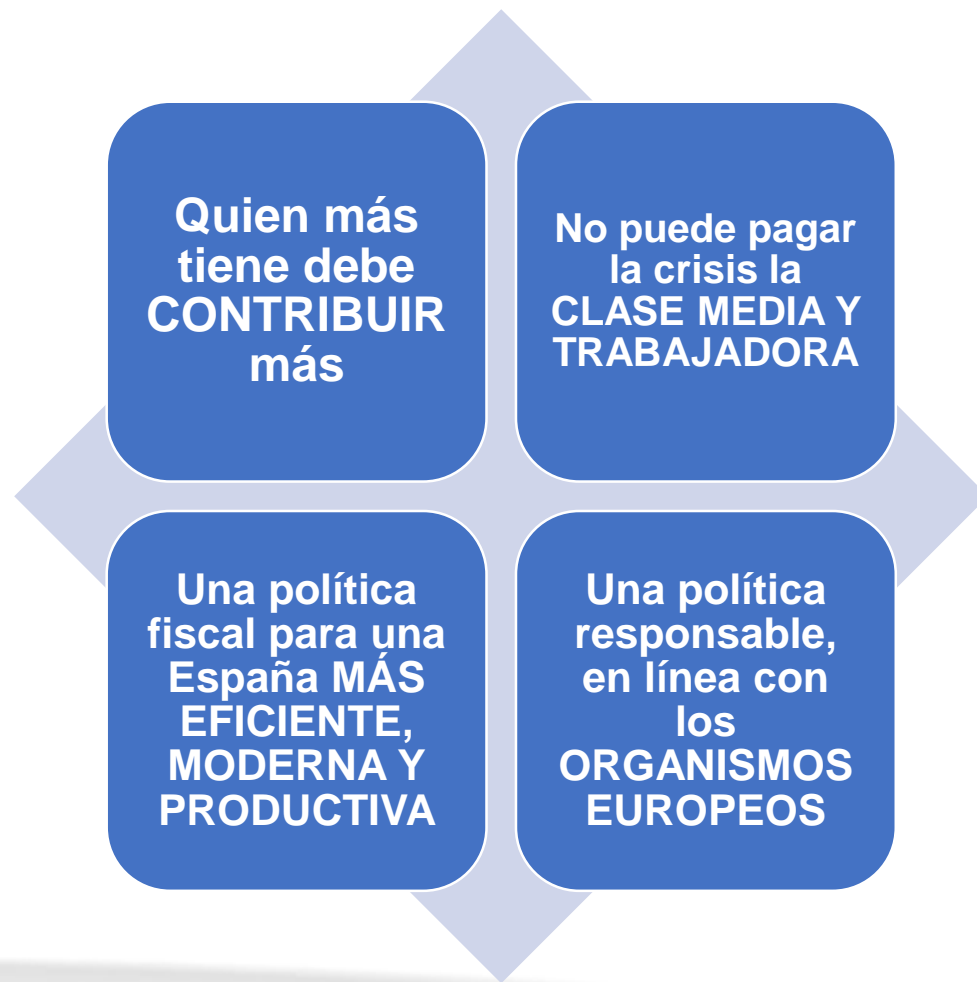 Quien más
tiene debe
CONTRIBUIR
más
No puede pagar
la crisis la
CLASE MEDIA Y
TRABAJADORA
Una política
fiscal para una
España MÁS
EFICIENTE,
MODERNA Y
PRODUCTIVA
Una política
responsable,
en línea con
los
ORGANISMOS
EUROPEOS